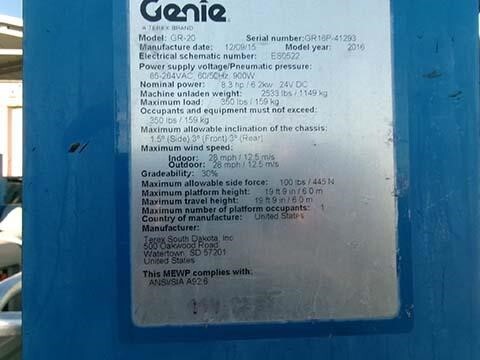 Genie
A TEREX BRAND
Model: GR-20 Serial number: GR16P-41293
Manufacture date: 12/09/15 Model year: 2016
Electrical schematic number: ES0522
Power supply voltage/Pneumatic pressure:
85-264VAC, 60/50Hz, 900W
Nominal power: 8.3 hp / 6.2kw 24V DC
Machine unladen weight: 2533 lbs / 1149 kg
Maximum load: 350 lbs / 159 kg
Occupants and equipment must not exceed:
350 lbs / 159 kg
Maximum allowable inclination of the chassis:
1.5° (Side) 3° (Front) 3° (Rear)
Maximum wind speed:
Indoor: 28 mph / 12.5 m/s
Outdoor: 28 mph / 12.5 m/s
Gradeability: 30%
Maximum allowable side force: 100 lbs / 445 N
Maximum platform height: 19 ft 9 in / 6.0 m
Maximum travel height: 19 ft 9 in / 6.0 m
Maximum number of platform occupants: 1
Country of manufacture: United States
Manufacturer:
Terex South Dakota, Inc
500 Oakwood Road
Watertown, SD 57201
United States
This MEWP complies with:
ANSI/SIA A92.6